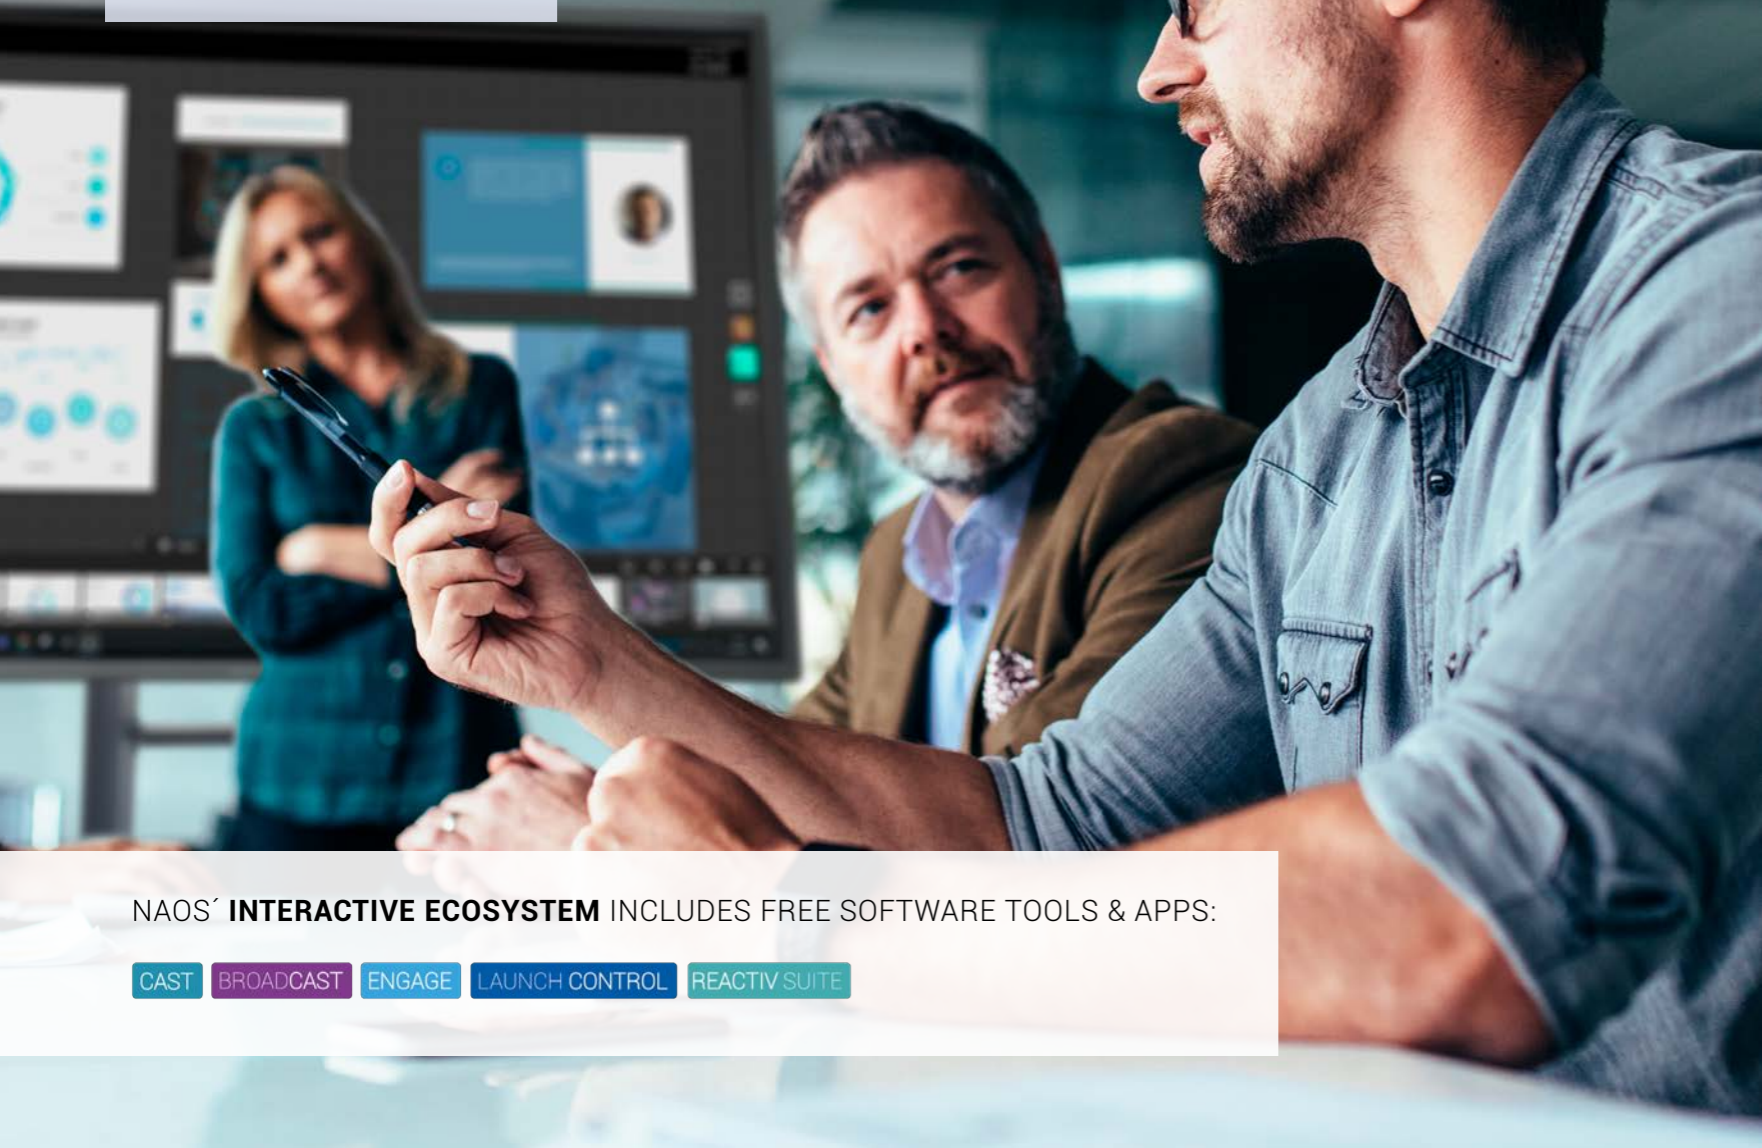 NAOS´ INTERACTIVE ECOSYSTEM INCLUDES FREE SOFTWARE TOOLS & APPS:
CAST BROADCAST ENGAGE LAUNCH CONTROL REACTIV SUITE